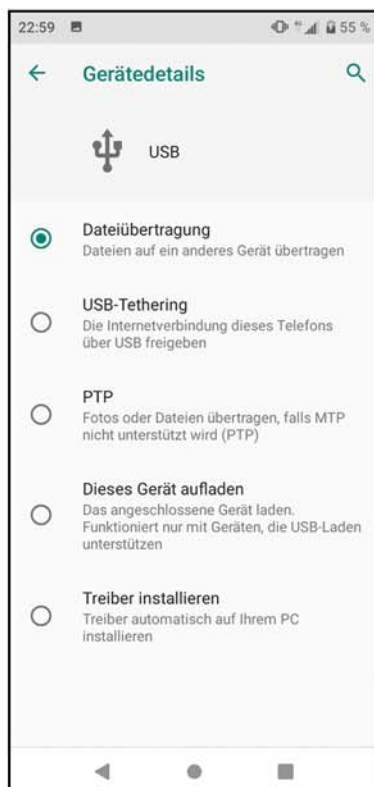 22:59 55 %
Gerätedetails
USB
Dateiübertragung
Dateien auf ein anderes Gerät übertragen
USB-Tethering
Die Internetverbindung dieses Telefons
über USB freigeben
PTP
Fotos oder Dateien übertragen, falls MTP
nicht unterstützt wird (PTP)
Dieses Gerät aufladen
Das angeschlossene Gerät laden.
Funktioniert nur mit Geräten, die USB-Laden
unterstützen
Treiber installieren
Treiber automatisch auf Ihrem PC
installieren